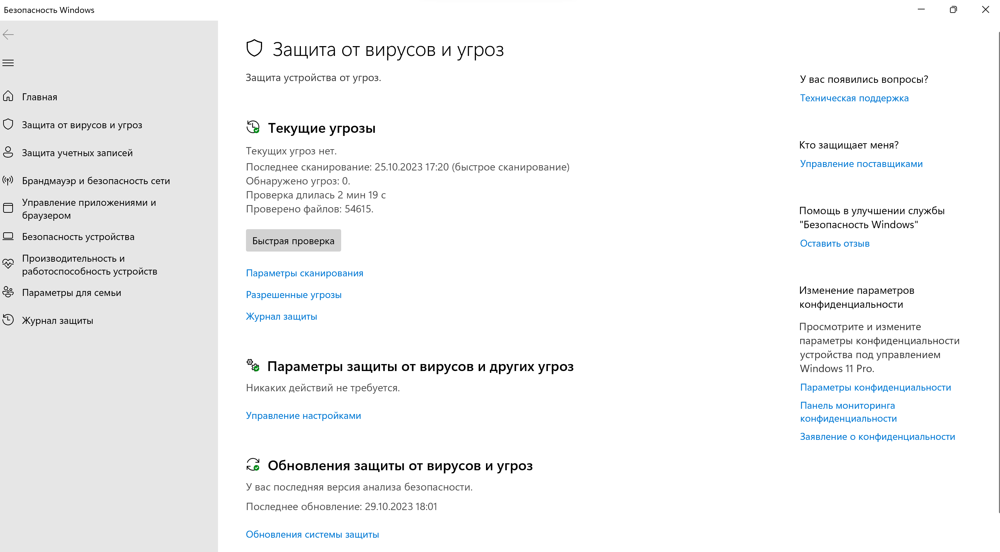 Безопасность Windows
Главная
Защита от вирусов и угроз
Защита учетных записей
Брандмауэр и безопасность сети
Управление приложениями и
браузером
Безопасность устройства
Производительность и
работоспособность устройств
Параметры для семьи
Журнал защиты
Защита от вирусов и угроз
Защита устройства от угроз.
Текущие угрозы
Текущих угроз нет.
Последнее сканирование: 25.10.2023 17:20 (быстрое сканирование)
Обнаружено угроз: 0.
Проверка длилась 2 мин 19 с
Проверено файлов: 54615.
Быстрая проверка
Параметры сканирования
Разрешенные угрозы
Журнал защиты
Параметры защиты от вирусов и других угроз
Никаких действий не требуется.
Управление настройками
Обновления защиты от вирусов и угроз
У вас последняя версия анализа безопасности.
Последнее обновление: 29.10.2023 18:01
Обновления системы защиты
У вас появились вопросы?
Техническая поддержка
Кто защищает меня?
Управление поставщиками
Помощь в улучшении службы
"Безопасность Windows"
Оставить отзыв
Изменение параметров
конфиденциальности
Просмотрите и измените
параметры конфиденциальности
устройства под управлением
Windows 11 Pro.
Параметры конфиденциальности
Панель мониторинга
конфиденциальности
Заявление о конфиденциальности